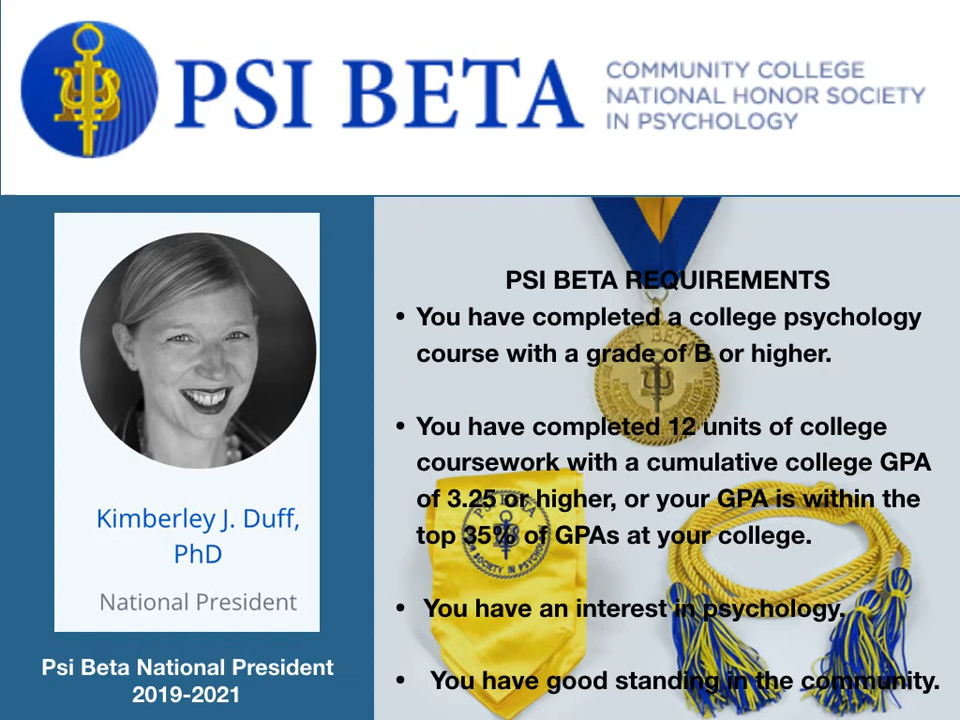 PSI BETA
COMMUNITY COLLEGE
NATIONAL HONOR SOCIETY
IN PSYCHOLOGY
Kimberley J. Duff,
PhD
National President
Psi Beta National President
2019-2021
PSI BETA REQUIREMENTS
• You have completed a college psychology
course with a grade of B or higher.
• You have completed 12 units of college
coursework with a cumulative college GPA
of 3.25 or higher, or your GPA is within the
top 35% of GPAs at your college.
• You have an interest in psychology.
• You have good standing in the community.
PSI BETA
PSI BETA